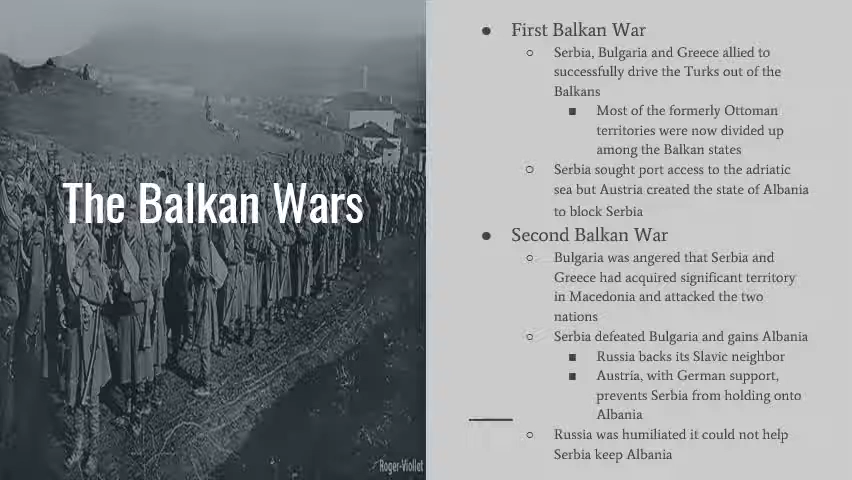 The Balkan Wars
Roger-Viollet
● First Balkan War
○ Serbia, Bulgaria and Greece allied to
successfully drive the Turks out of the
Balkans
■ Most of the formerly Ottoman
territories were now divided up
among the Balkan states
○ Serbia sought port access to the adriatic
sea but Austria created the state of Albania
to block Serbia
● Second Balkan War
○ Bulgaria was angered that Serbia and
Greece had acquired significant territory
in Macedonia and attacked the two
nations
○ Serbia defeated Bulgaria and gains Albania
■ Russia backs its Slavic neighbor
■ Austria, with German support,
prevents Serbia from holding onto
Albania
○ Russia was humiliated it could not help
Serbia keep Albania